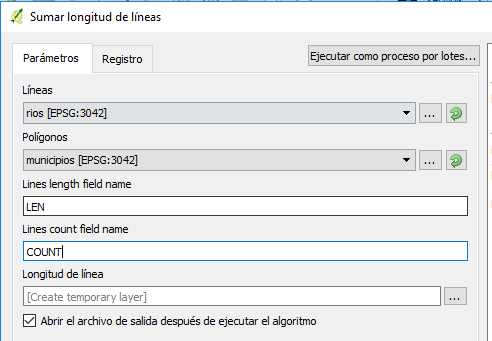 Sumar longitud de líneas
Parámetros Registro Ejecutar como proceso por lotes...
Líneas
rios [EPSG:3042] ...
Polígonos
municipios [EPSG:3042] ...
Lines length field name
LEN
Lines count field name
COUNT
Longitud de línea
[Create temporary layer] ...
Abrir el archivo de salida después de ejecutar el algoritmo